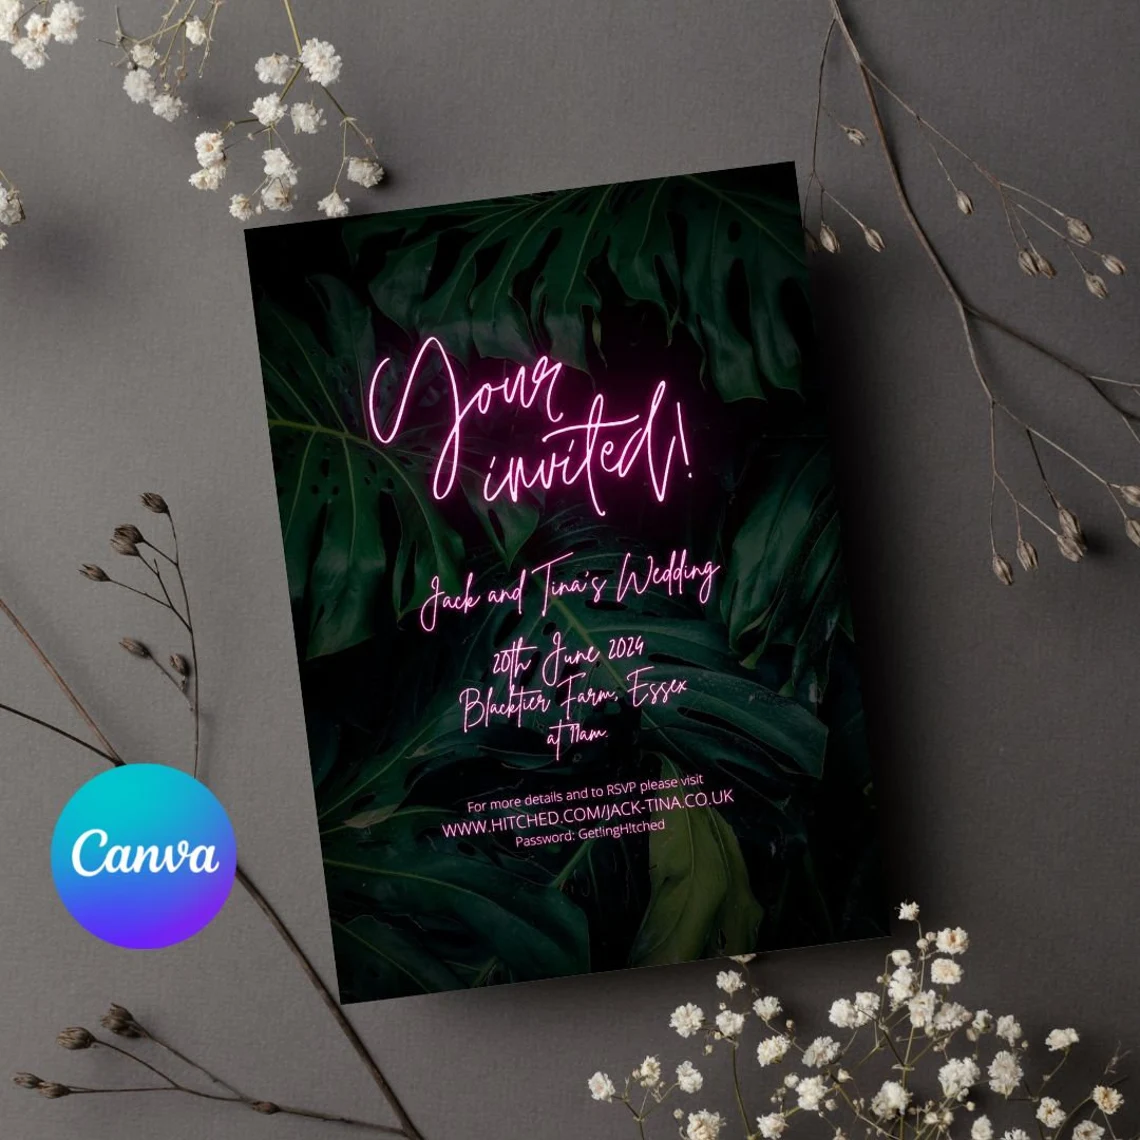 Your
invited!
Jack and Tina's Wedding
20th June 2024
Blacktier Farm, Essex
at 11am.
For more details and to RSVP please visit
WWW.HITCHED.COM/JACK-TINA.CO.UK
Password: GetlingH!tched
Canva